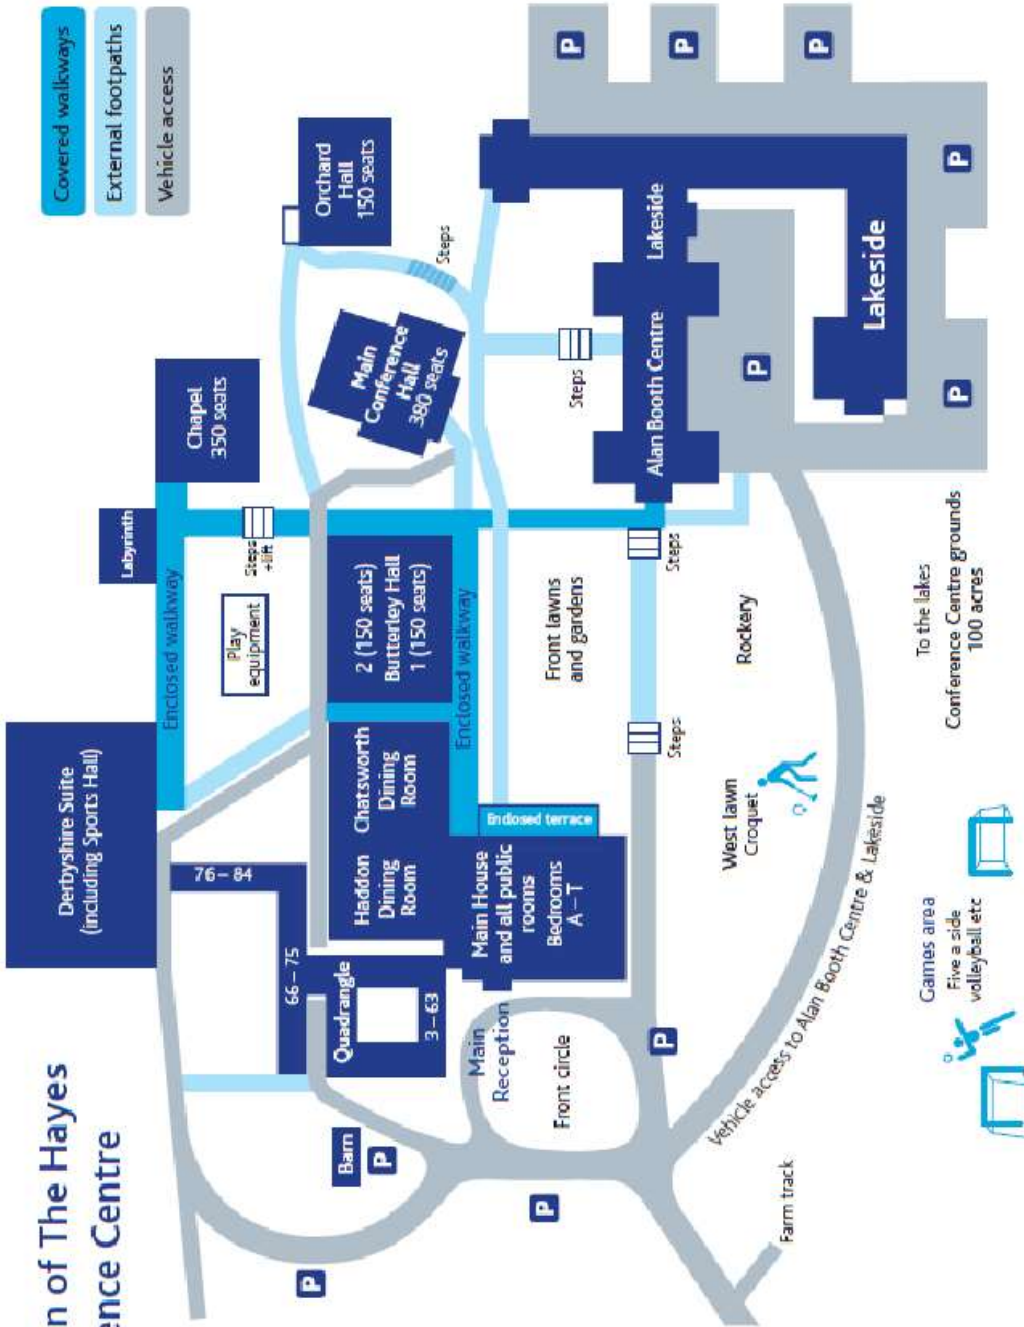 n of The Hayes
ence Centre
Covered walkways
External footpaths
Vehicle access
Derbyshire Suite
(including Sports Hall)
Labyrinth
Chapel
350 seats
Orchard
Hall
150 seats
Enclosed walkway
Steps
+lift
Play
equipment
76–84
66–75
Quadrangle
3–63
Barn
P
P
Haddon
Dining
Room
Chatsworth
Dining
Room
2 (150 seats)
Butterley Hall
1 (150 seats)
Main
Conference
Hall
380 seats
Steps
Enclosed walkway
Main House
and all public
rooms
Bedrooms
A–T
Enclosed terrace
Main
Reception
Front circle
P
P
Front lawns
and gardens
Steps
Steps
Steps
Alan Booth Centre
Lakeside
Lakeside
P
P
P
P
P
P
West lawn
Croquet
Rockery
Vehicle access to Alan Booth Centre & Lakeside
Farm track
Games area
Five a side
volleyball etc
To the lakes
Conference Centre grounds
100 acres